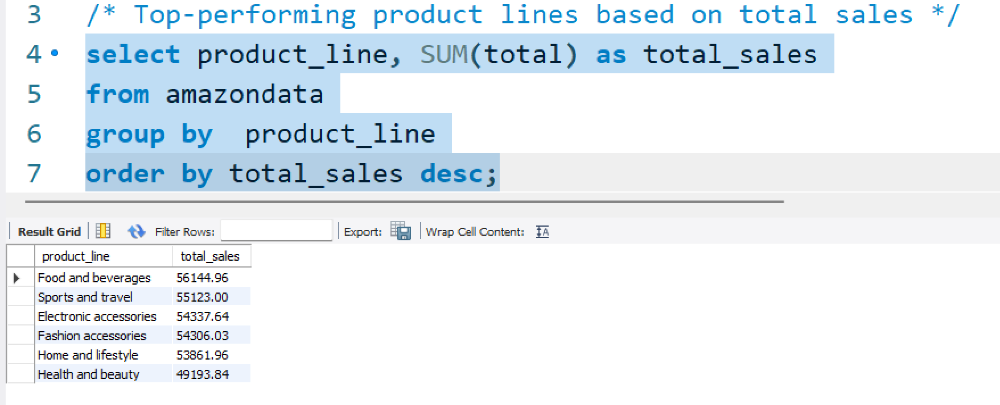 3 /* Top-performing product lines based on total sales */
4 select product_line, SUM(total) as total_sales
5 from amazondata
6 group by  product_line
7 order by total_sales desc;
Result Grid Filter Rows: Export: Wrap Cell Content: IA
product_line total_sales
Food and beverages 56144.96
Sports and travel 55123.00
Electronic accessories 54337.64
Fashion accessories 54306.03
Home and lifestyle 53861.96
Health and beauty 49193.84